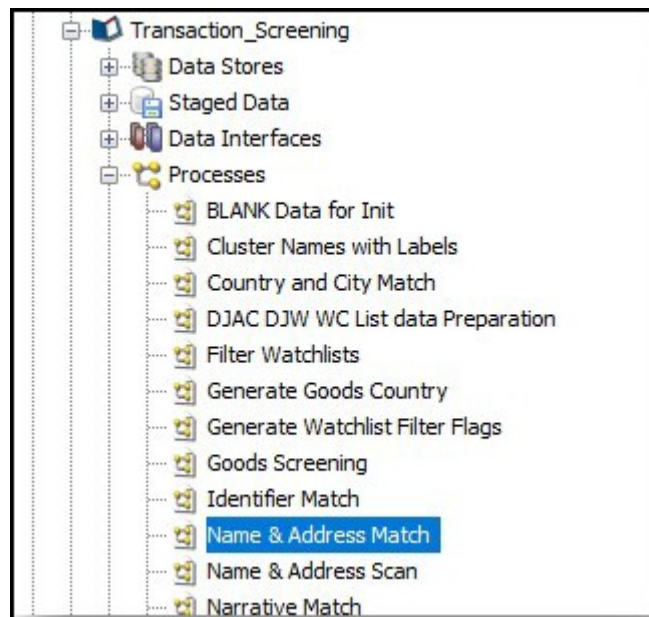 Transaction_Screening
Data Stores
Staged Data
Data Interfaces
Processes
BLANK Data for Init
Cluster Names with Labels
Country and City Match
DJAC DJW WC List data Preparation
Filter Watchlists
Generate Goods Country
Generate Watchlist Filter Flags
Goods Screening
Identifier Match
Name & Address Match
Name & Address Scan
Narrative Match